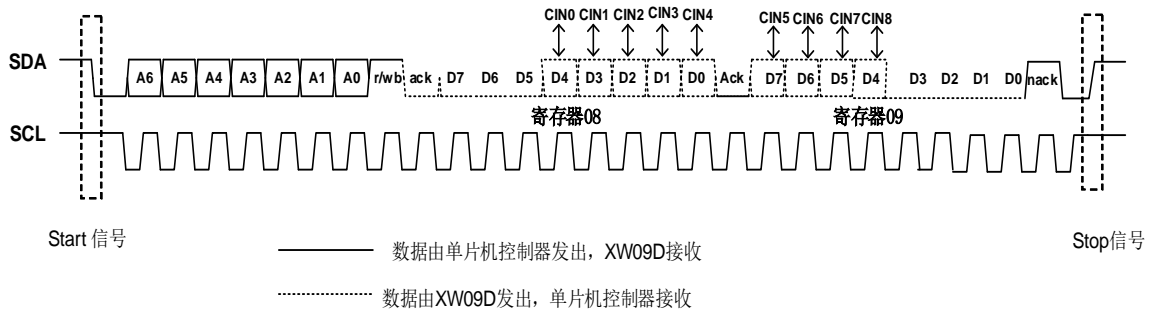 CIN0 CIN1 CIN2 CIN3 CIN4 CIN5 CIN6 CIN7 CIN8
SDA A6 A5 A4 A3 A2 A1 A0 r/wb ack D7 D6 D5 D4 D3 D2 D1 D0 Ack D7 D6 D5 D4 D3 D2 D1 D0 nack
寄存器08 寄存器09
SCL
Start 信号 Stop信号
数据由单片机控制器发出，XW09D接收
数据由XW09D发出，单片机控制器接收